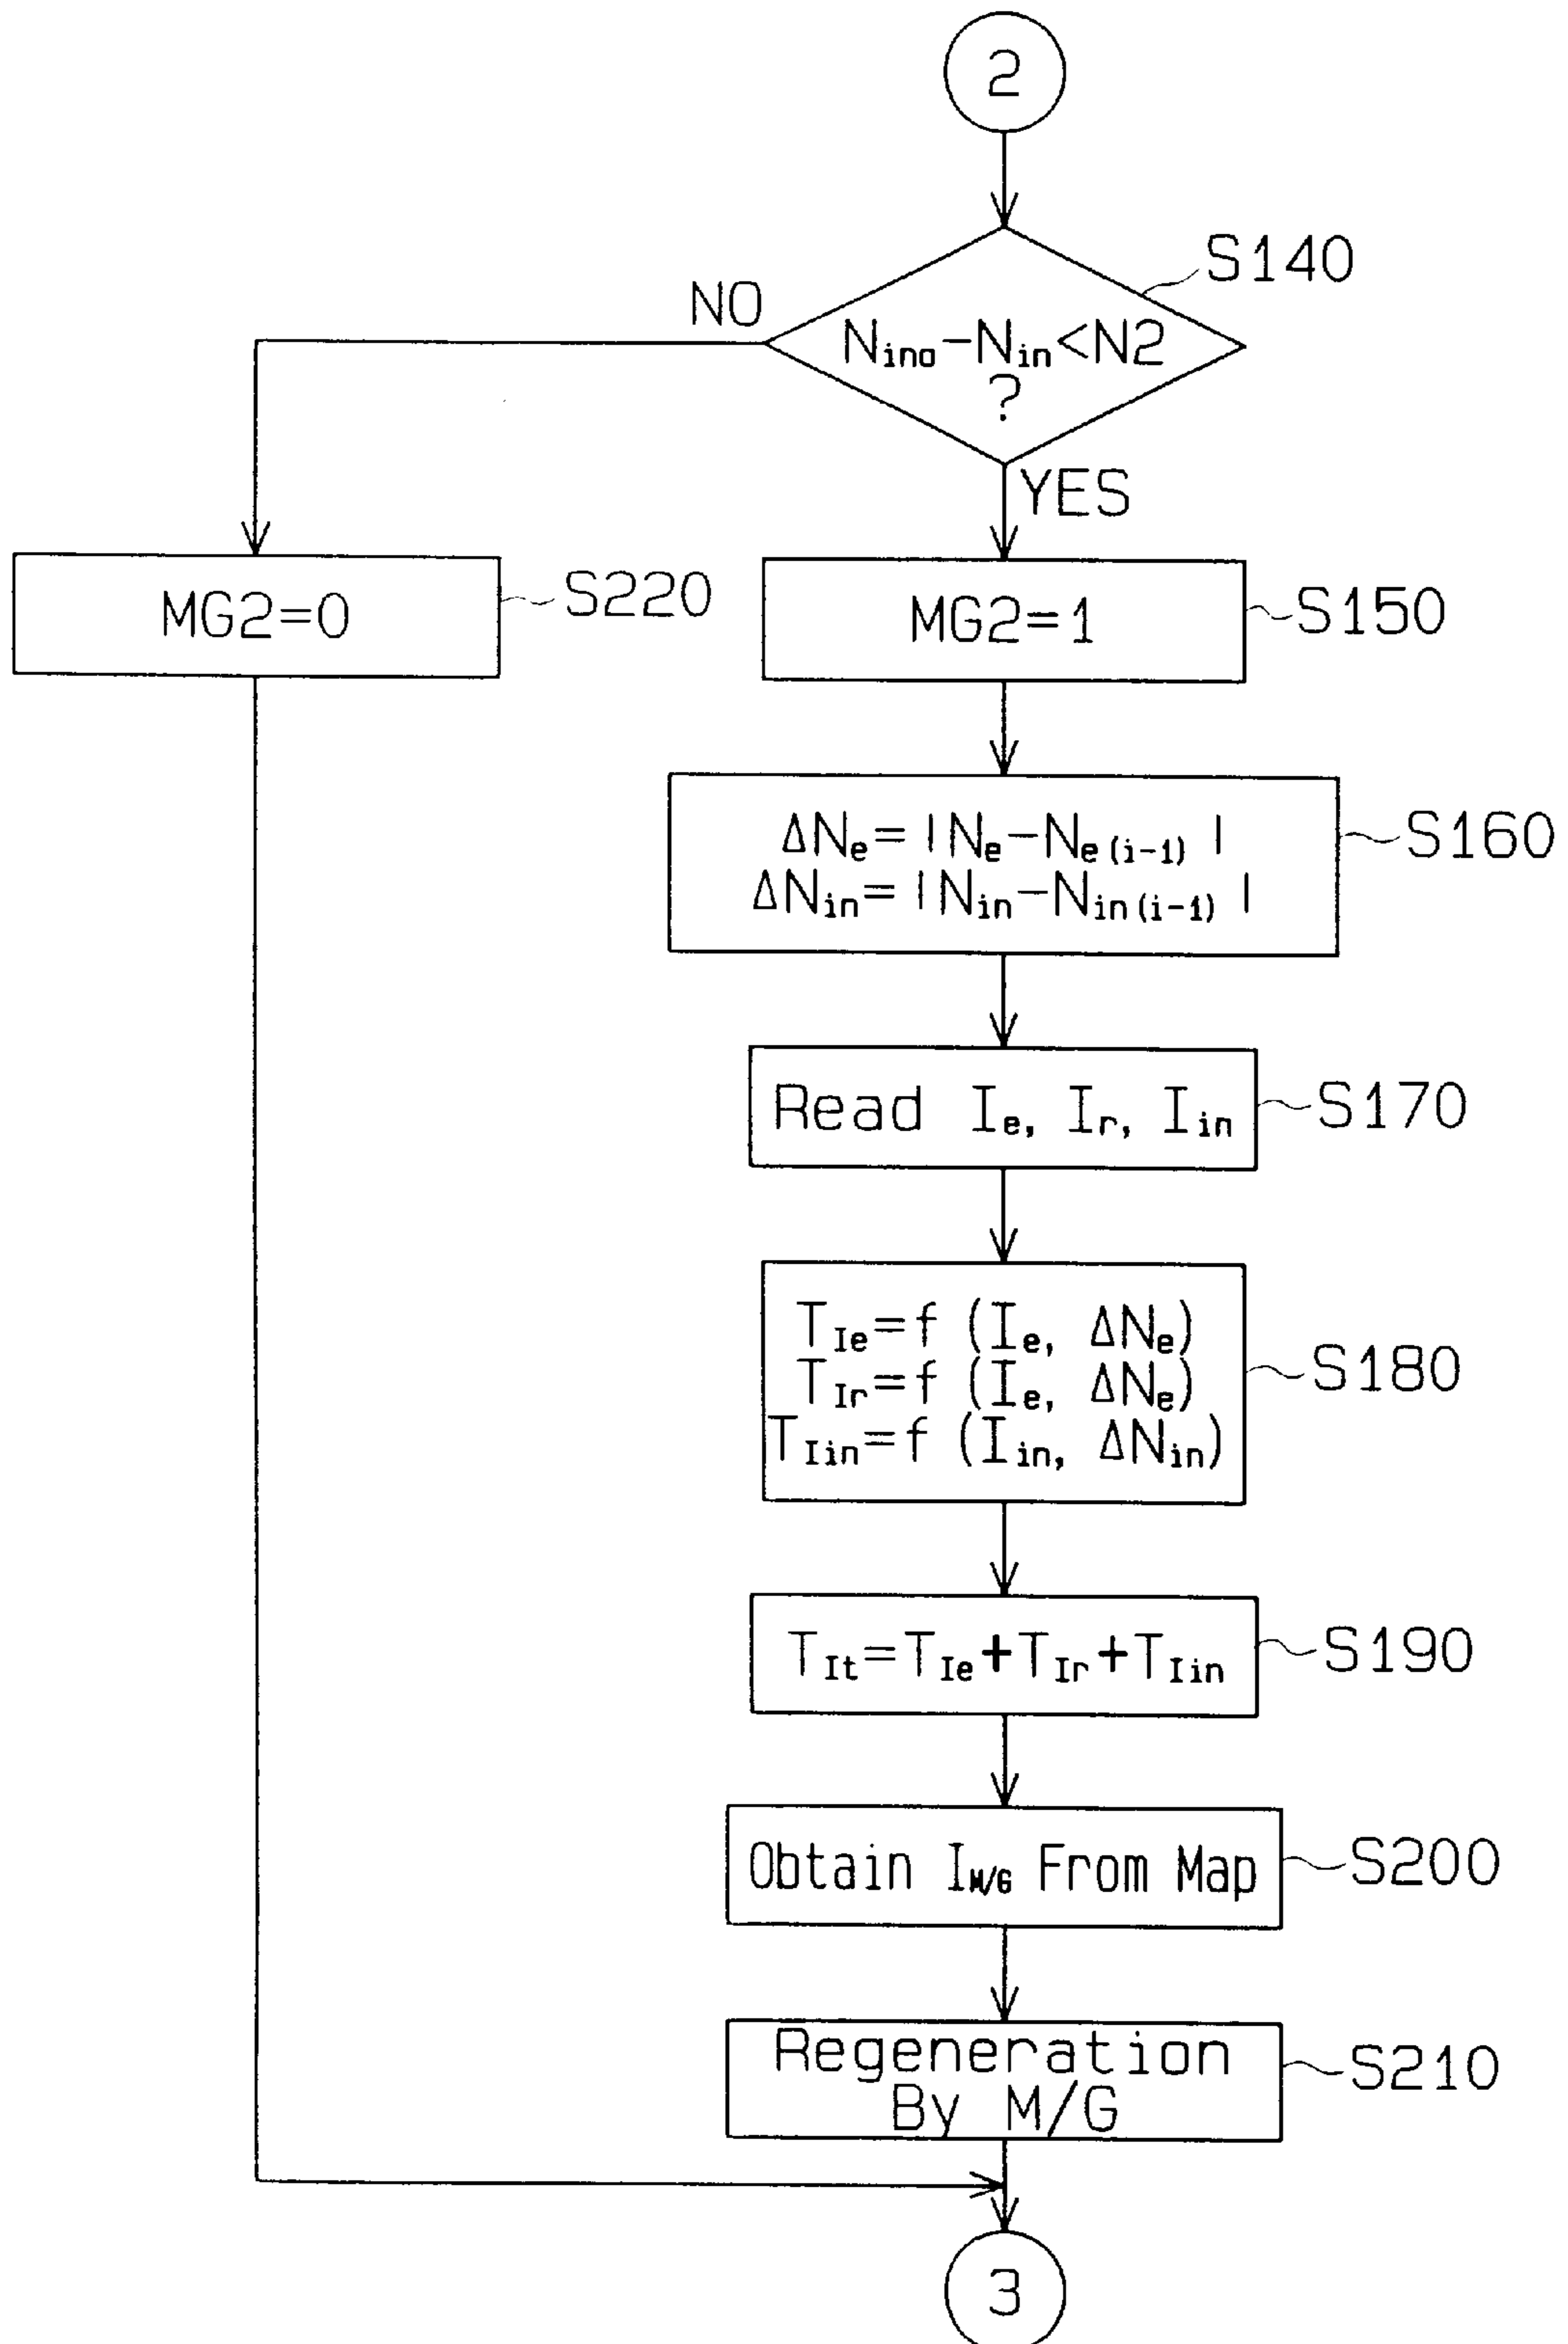 2
S140
NO
Nina-Nin<N2
?
YES
MG2=0
S220
MG2=1
S150
ΔNe=|Ne-Ne(i-1)|
ΔNin=|Nin-Nin(i-1)|
S160
Read Ie, Ir, Iin
S170
TIe=f (Ie, ΔNe)
TIr=f (Ie, ΔNe)
TIin=f (Iin, ΔNin)
S180
TIt=TIe+TIr+TIin
S190
Obtain IM/G From Map
S200
Regeneration
By M/G
S210
3